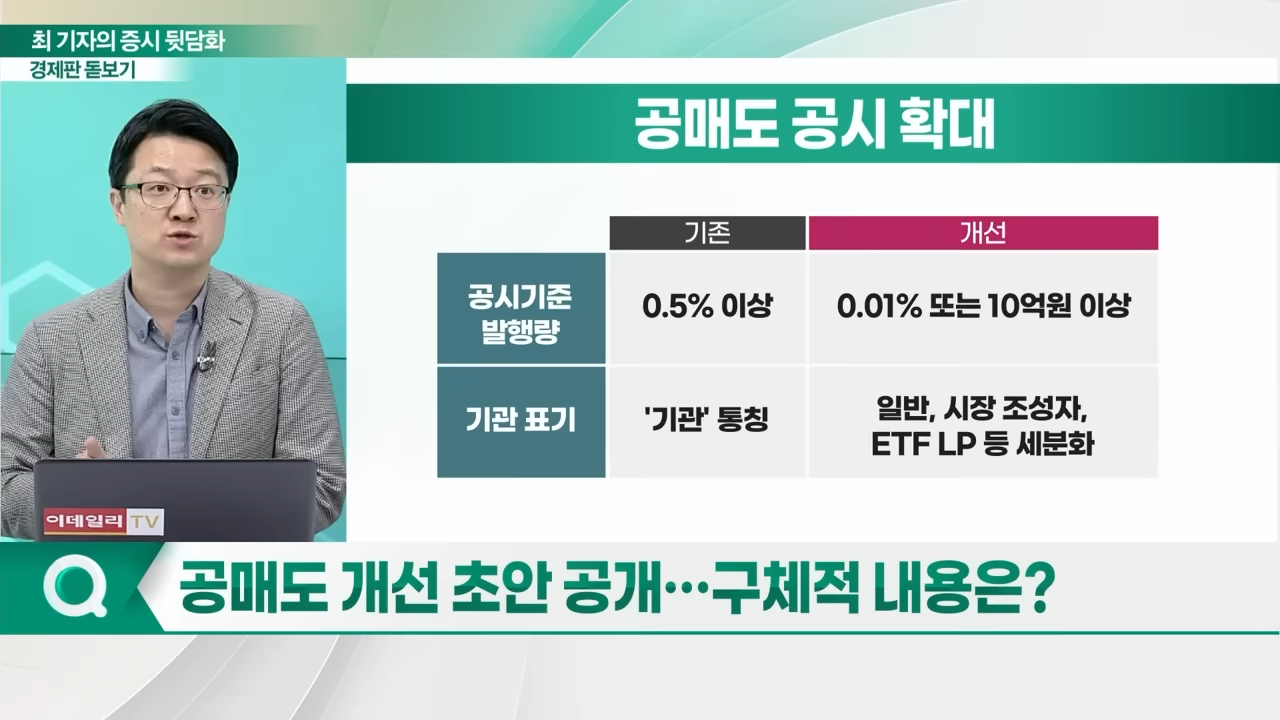 최 기자의 증시 뒷담화
경제판 돋보기
공매도 공시 확대
기존
개선
공시기준
발행량
0.5% 이상
0.01% 또는 10억원 이상
기관 표기
'기관' 통칭
일반, 시장 조성자,
ETF LP 등 세분화
이데일리 TV
공매도 개선 초안 공개…구체적 내용은?